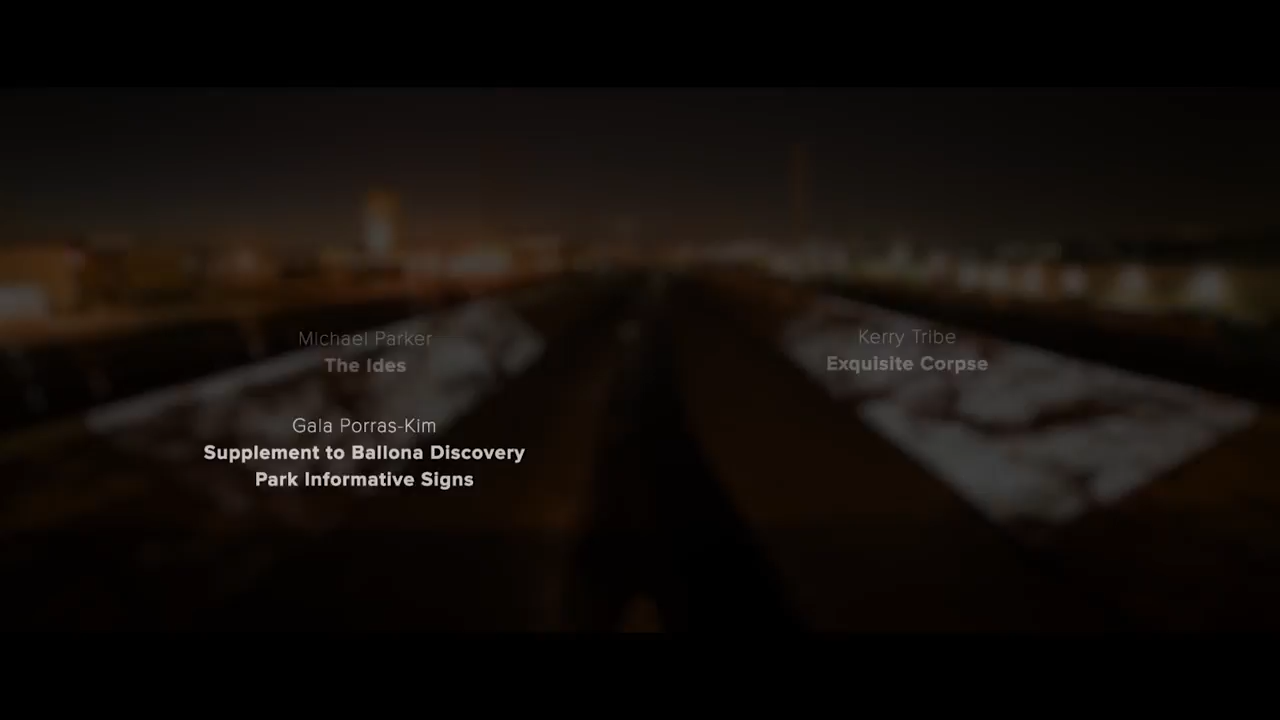 Michael Parker
The Ides
Kerry Tribe
Exquisite Corpse
Gala Porras-Kim
Supplement to Ballona Discovery
Park Informative Signs